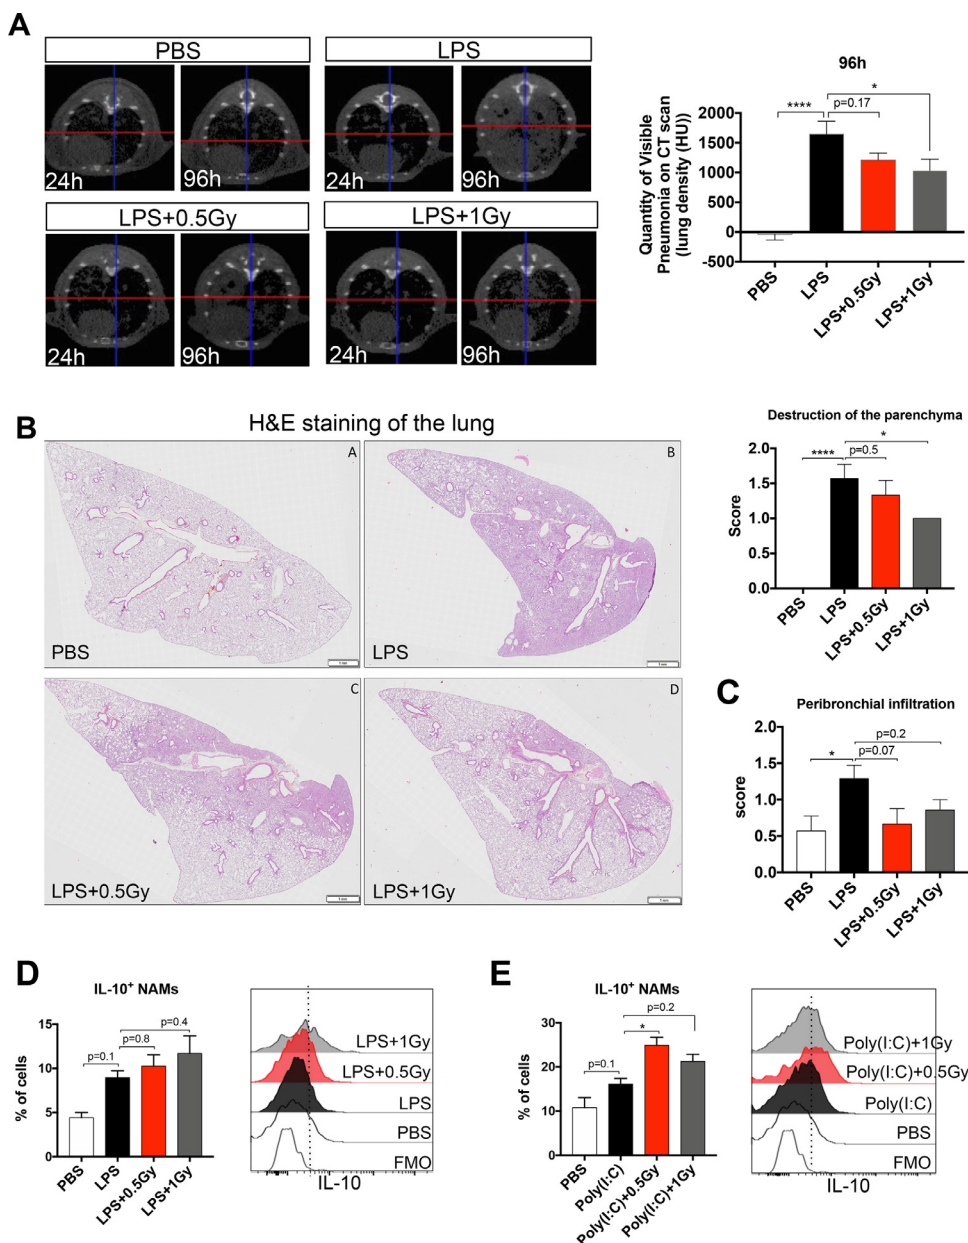 A
PBS
LPS
24h
96h
24h
96h
LPS+0.5Gy
LPS+1Gy
24h
96h
24h
96h
96h
Quantity of Visible
Pneumonia on CT scan
(lung density (HU))
2000
1500
1000
500
0
-500
****
p=0.17
*
PBS
LPS
LPS+0.5Gy
LPS+1Gy
B
H&E staining of the lung
A
PBS
1 mm
B
LPS
1 mm
C
LPS+0.5Gy
1 mm
D
LPS+1Gy
1 mm
Destruction of the parenchyma
Score
2.0
1.5
1.0
0.5
0.0
****
p=0.5
*
PBS
LPS
LPS+0.5Gy
LPS+1Gy
C
Peribronchial infiltration
score
2.0
1.5
1.0
0.5
0.0
*
p=0.07
p=0.2
PBS
LPS
LPS+0.5Gy
LPS+1Gy
D
IL-10+ NAMs
% of cells
15
10
5
0
p=0.1
p=0.8
p=0.4
PBS
LPS
LPS+0.5Gy
LPS+1Gy
LPS+1Gy
LPS+0.5Gy
LPS
PBS
FMO
IL-10
E
IL-10+ NAMs
% of cells
30
20
10
0
p=0.1
*
p=0.2
PBS
Poly(I:C)
Poly(I:C)+0.5Gy
Poly(I:C)+1Gy
Poly(I:C)+1Gy
Poly(I:C)+0.5Gy
Poly(I:C)
PBS
FMO
IL-10